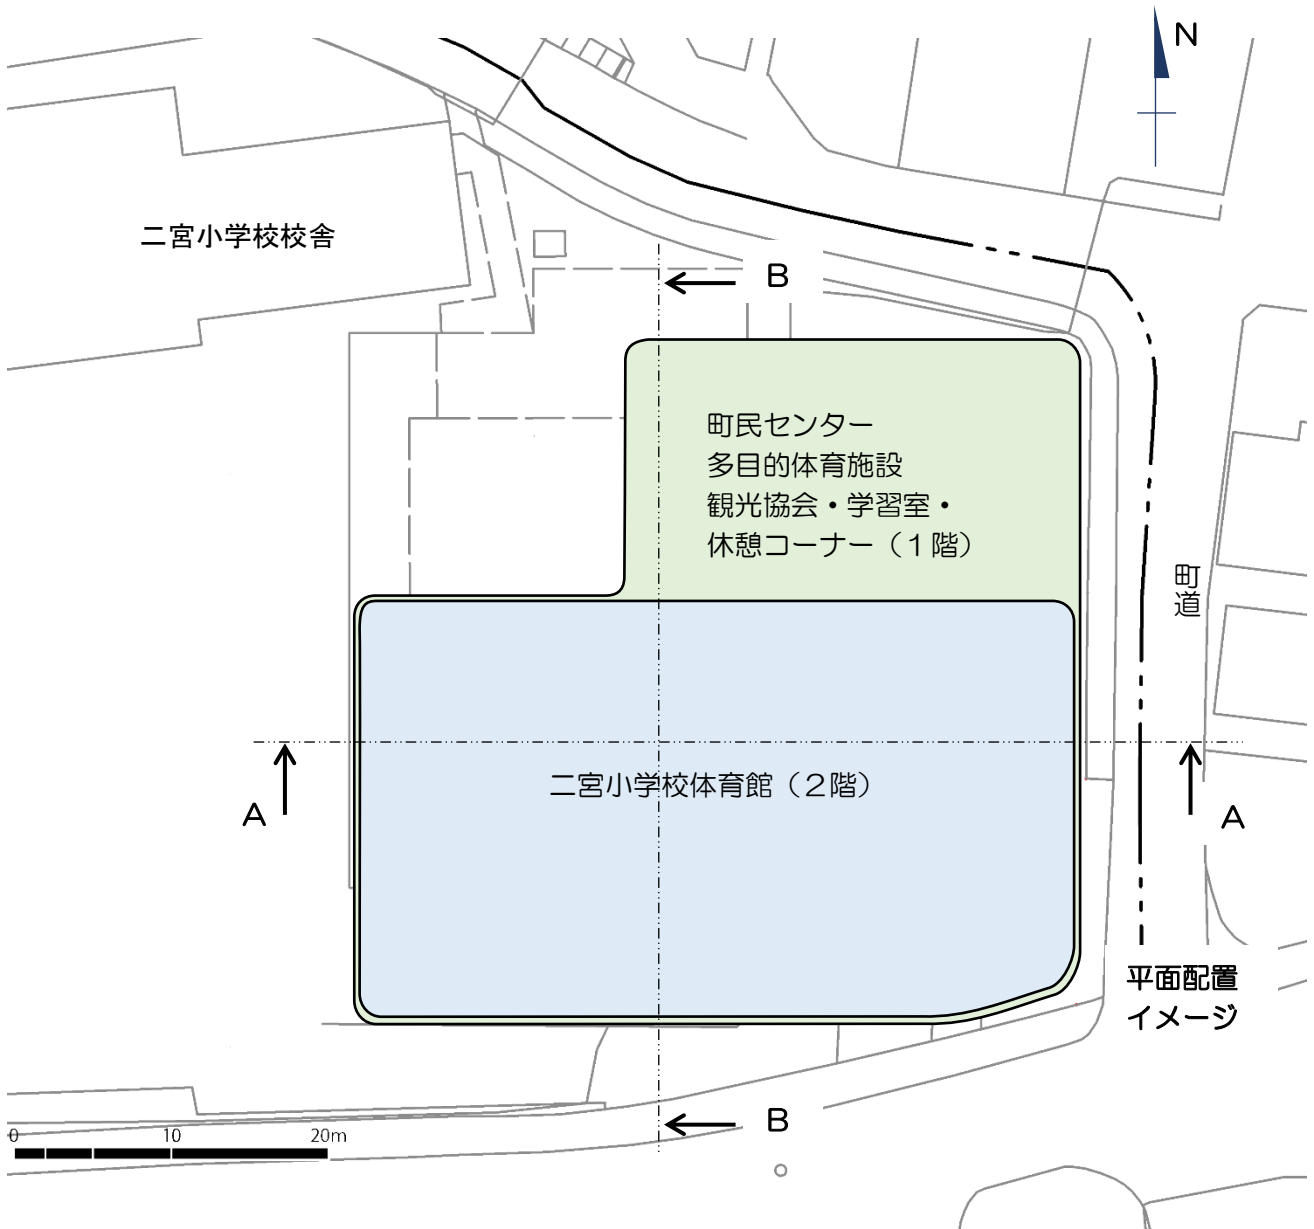 N
二宮小学校校舎
B
町民センター
多目的体育施設
観光協会・学習室・
休憩コーナー（１階）
町道
二宮小学校体育館（２階）
A
A
平面配置
イメージ
B
0 10 20m